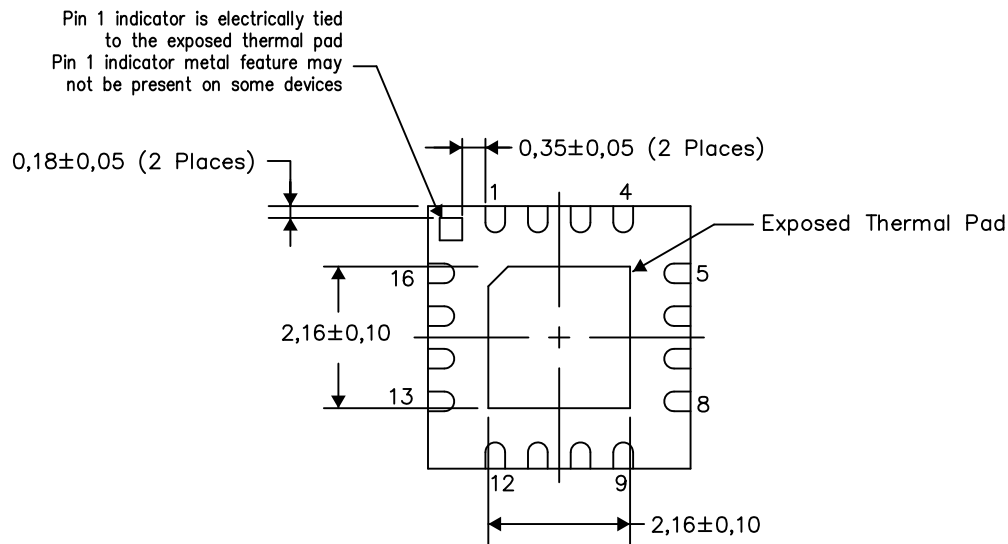 Pin 1 indicator is electrically tied
to the exposed thermal pad
Pin 1 indicator metal feature may
not be present on some devices
0,18±0,05 (2 Places)
0,35±0,05 (2 Places)
1
4
Exposed Thermal Pad
16
5
2,16±0,10
13
8
12
9
2,16±0,10